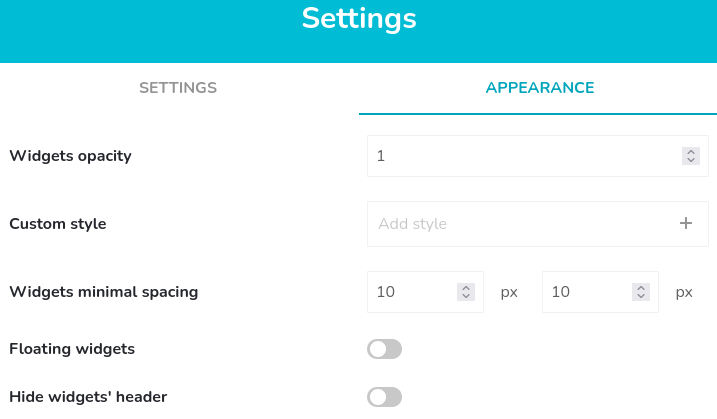 Settings
SETTINGS APPEARANCE
Widgets opacity 1
Custom style Add style +
Widgets minimal spacing 10 px 10 px
Floating widgets
Hide widgets' header